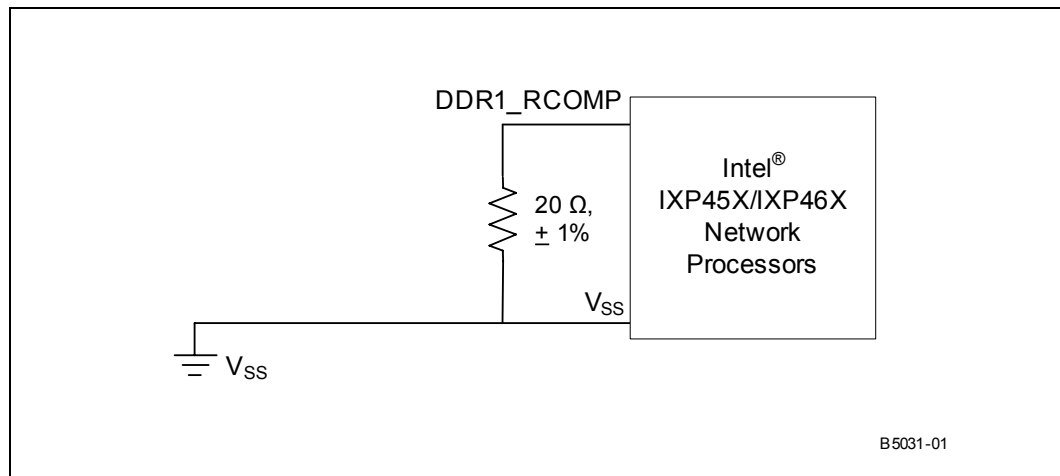 DDR1_RCOMP
Intel®
IXP45X/IXP46X
Network
Processors
20 Ω,
± 1%
VSS
VSS
B5031-01